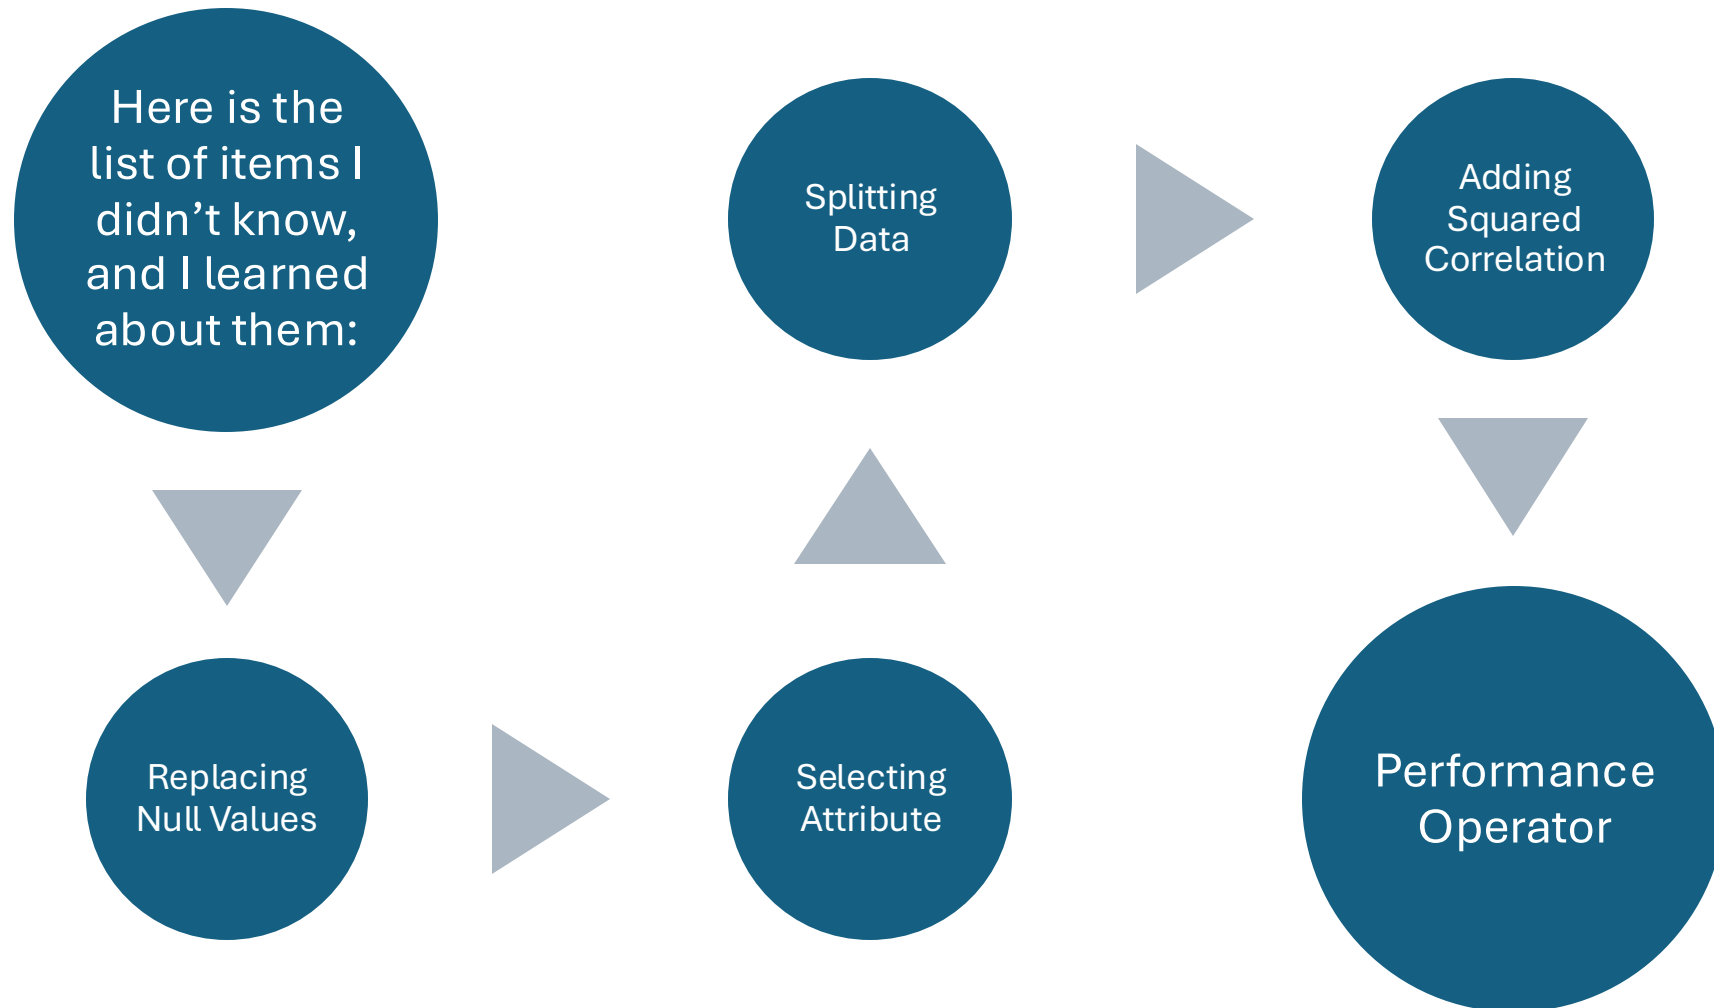 Here is the
list of items I
didn’t know,
and I learned
about them:
Replacing
Null Values
Selecting
Attribute
Splitting
Data
Adding
Squared
Correlation
Performance
Operator